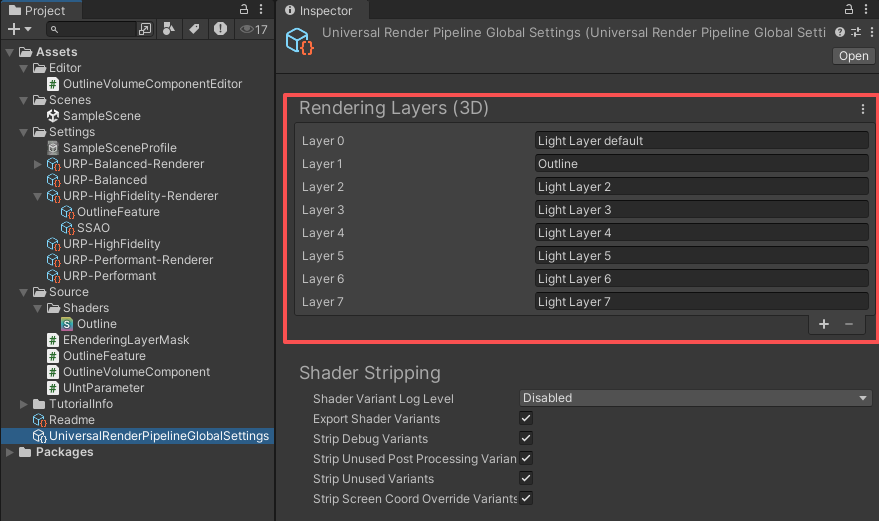 Project
17
Assets
Editor
OutlineVolumeComponentEditor
Scenes
SampleScene
Settings
SampleSceneProfile
URP-Balanced-Renderer
URP-Balanced
URP-HighFidelity-Renderer
OutlineFeature
SSAO
URP-HighFidelity
URP-Performant-Renderer
URP-Performant
Source
Shaders
Outline
ERenderingLayerMask
OutlineFeature
OutlineVolumeComponent
UIntParameter
TutorialInfo
Readme
UniversalRenderPipelineGlobalSettings
Packages
Inspector
Universal Render Pipeline Global Settings (Universal Render Pipeline Global Setti
Open
Rendering Layers (3D)
Layer 0 Light Layer default
Layer 1 Outline
Layer 2 Light Layer 2
Layer 3 Light Layer 3
Layer 4 Light Layer 4
Layer 5 Light Layer 5
Layer 6 Light Layer 6
Layer 7 Light Layer 7
Shader Stripping
Shader Variant Log Level Disabled
Export Shader Variants
Strip Debug Variants
Strip Unused Post Processing Varian
Strip Unused Variants
Strip Screen Coord Override Variants